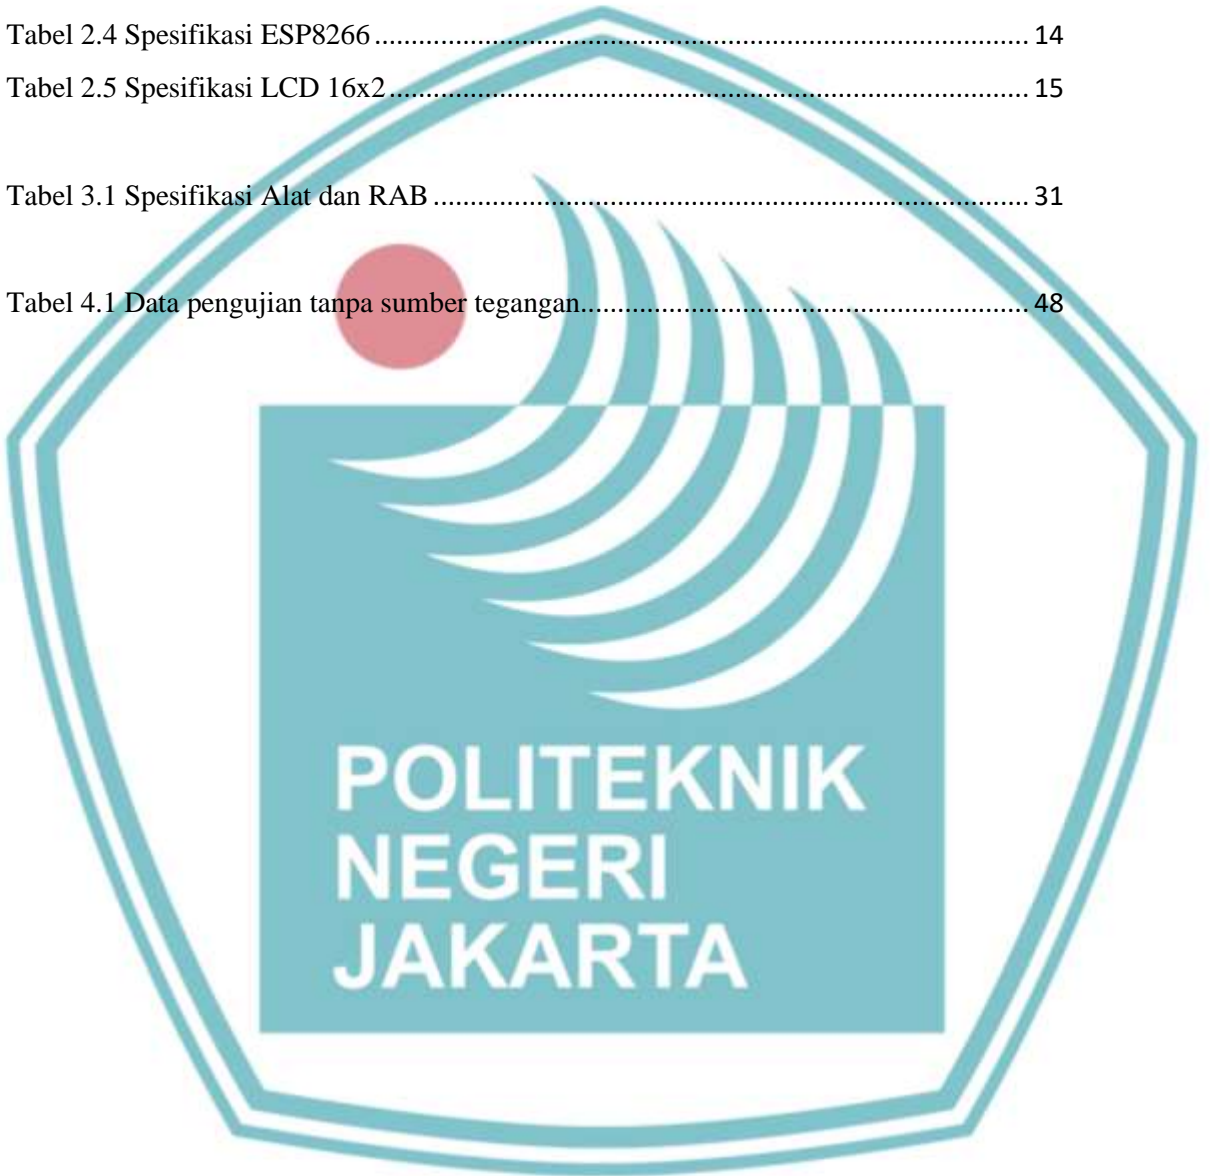 Tabel 2.4 Spesifikasi ESP8266......................................................................................... 14
Tabel 2.5 Spesifikasi LCD 16x2....................................................................................... 15
Tabel 3.1 Spesifikasi Alat dan RAB ................................................................................. 31
Tabel 4.1 Data pengujian tanpa sumber tegangan............................................................. 48
POLITEKNIK
NEGERI
JAKARTA